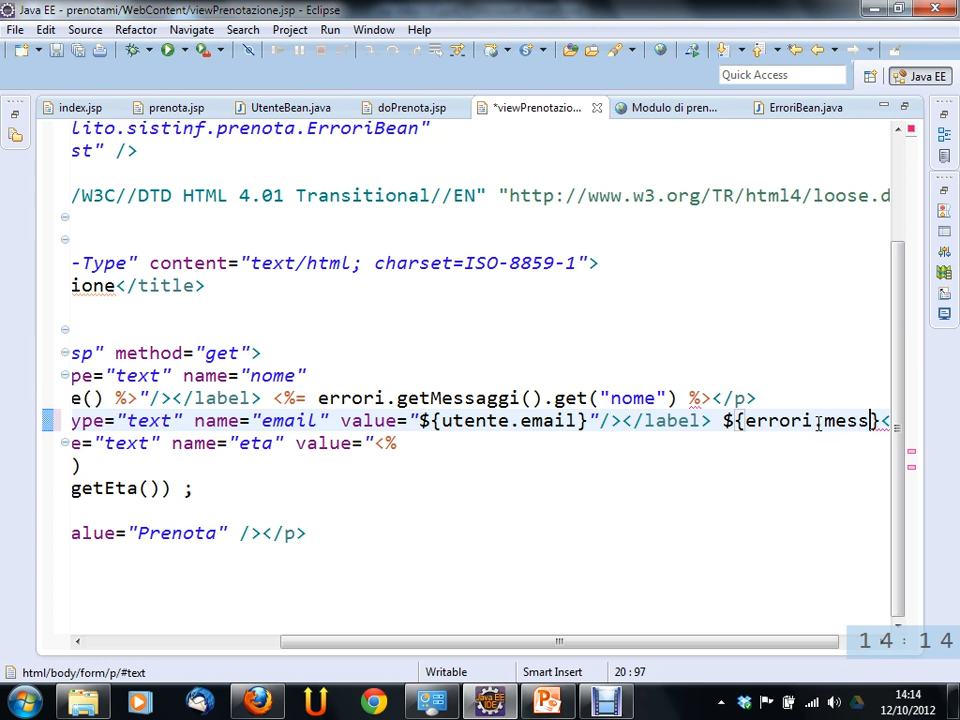 Java EE - prenotami/WebContent/viewPrenotazione.jsp - Eclipse
File Edit Source Refactor Navigate Search Project Run Window Help
Quick Access
Java EE
index.jsp prenota.jsp UtenteBean.java doPrenota.jsp *viewPrenotazio... Modulo di pren... ErroriBean.java
lito.sistinf.prenota.ErroriBean"
st" />
/W3C//DTD HTML 4.01 Transitional//EN" "http://www.w3.org/TR/html4/loose.d
-Type" content="text/html; charset=ISO-8859-1">
ione</title>
sp" method="get">
pe="text" name="nome"
e() %>"/></label> <%= errori.getMessaggi().get("nome") %></p>
ype="text" name="email" value="${utente.email}"/></label> ${errori.mess}<
e="text" name="eta" value="<%
)
getEta()) ;
alue="Prenota" /></p>
14:14
html/body/form/p/#text
Writable
Smart Insert
20 : 97
14:14
12/10/2012